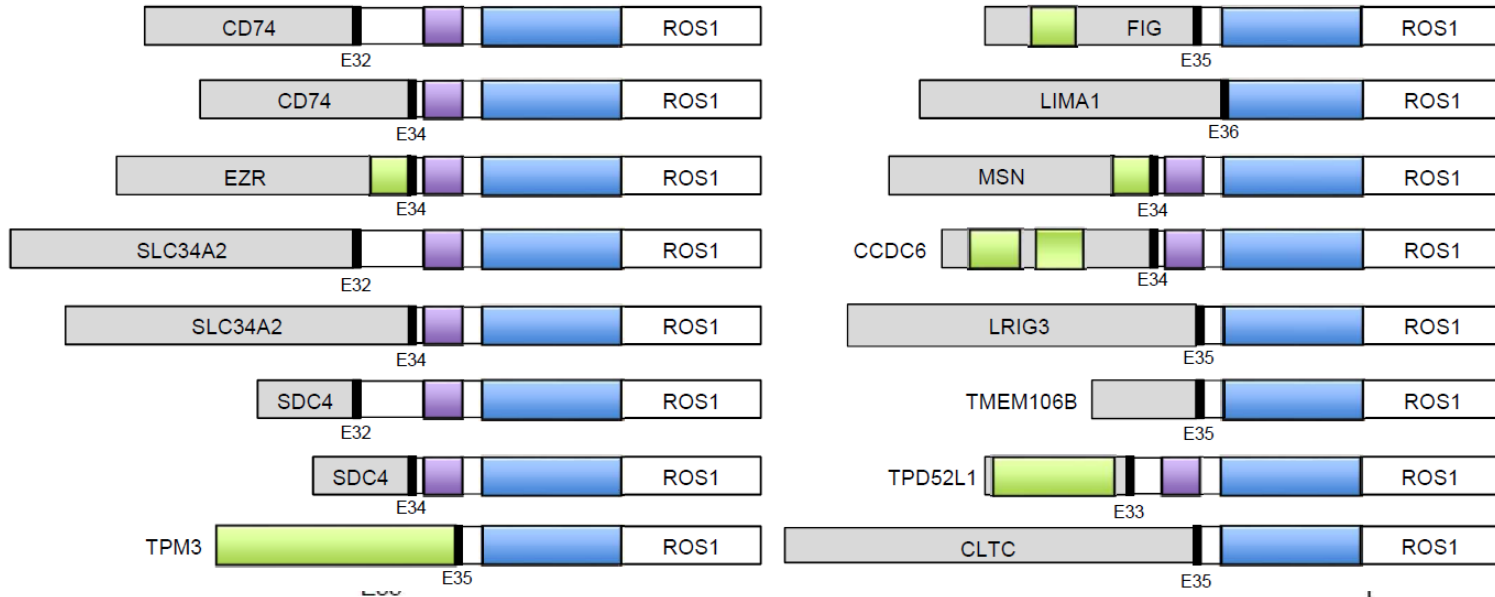 CD74 ROS1
E32
CD74 ROS1
E34
EZR ROS1
E34
SLC34A2 ROS1
E32
SLC34A2 ROS1
E34
SDC4 ROS1
E32
SDC4 ROS1
E34
TPM3 ROS1
E35
FIG ROS1
E35
LIMA1 ROS1
E36
MSN ROS1
E34
CCDC6 ROS1
E34
LRIG3 ROS1
E35
TMEM106B ROS1
E35
TPD52L1 ROS1
E33
CLTC ROS1
E35